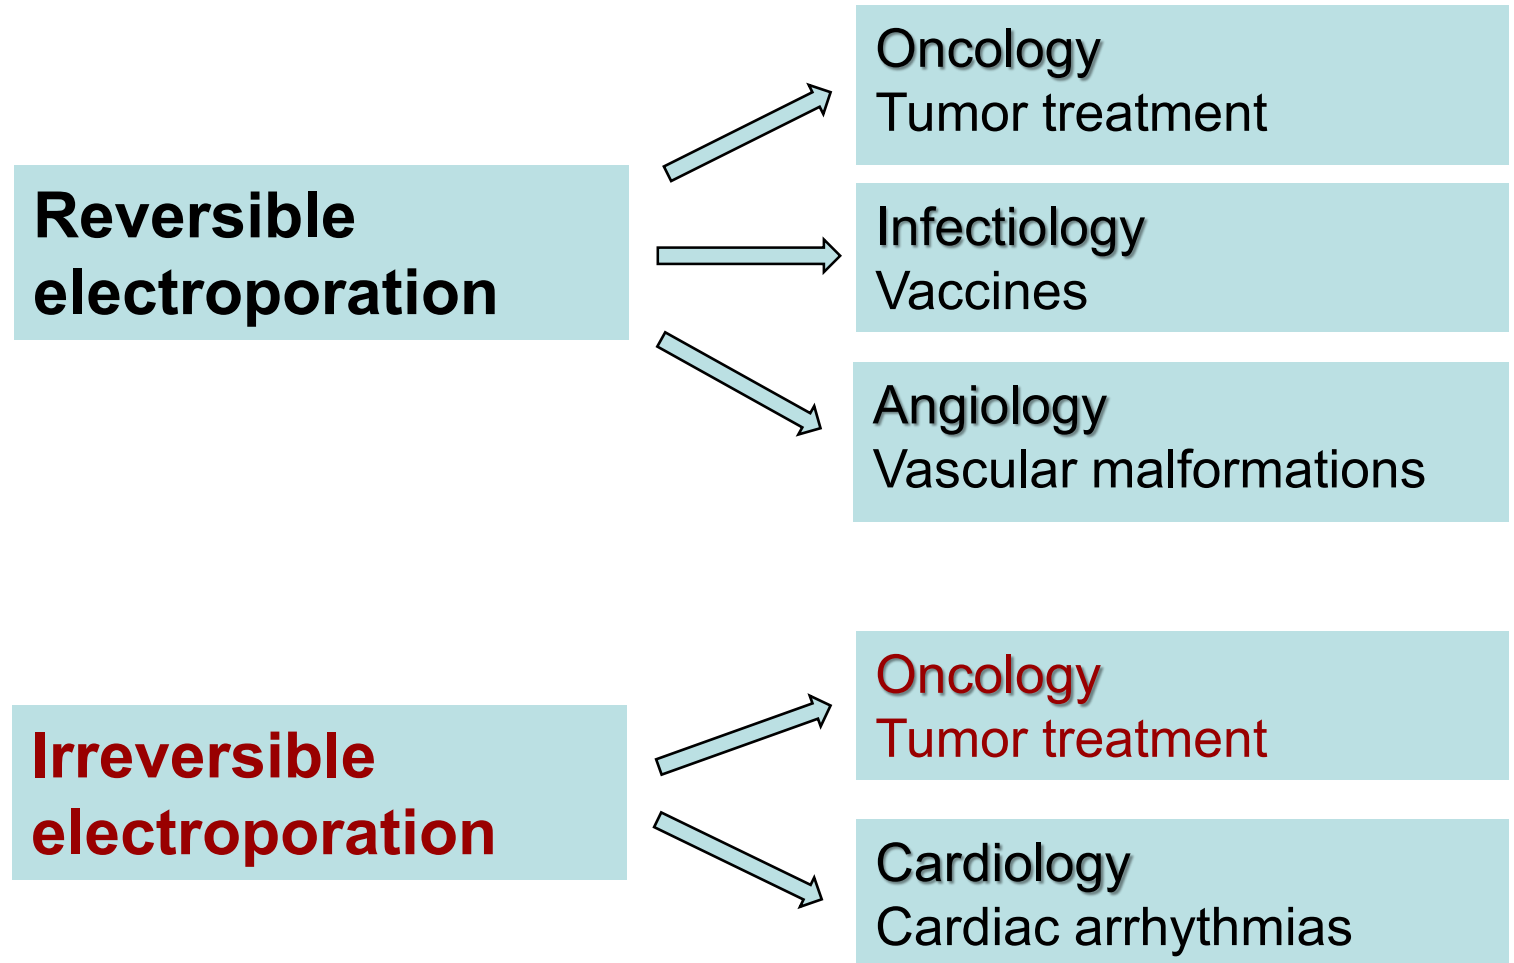 Reversible
electroporation
Oncology
Tumor treatment
Infectiology
Vaccines
Angiology
Vascular malformations
Irreversible
electroporation
Oncology
Tumor treatment
Cardiology
Cardiac arrhythmias